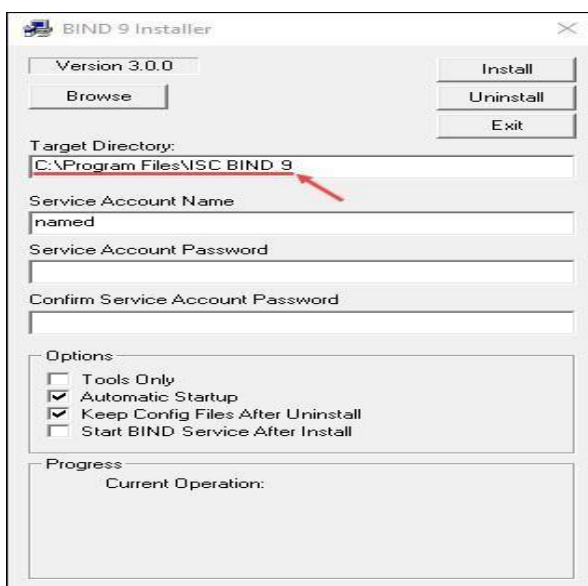 BIND 9 Installer
Version 3.0.0
Install
Browse
Uninstall
Exit
Target Directory:
C:\Program Files\ISC BIND 9
Service Account Name
named
Service Account Password
Confirm Service Account Password
Options
Tools Only
Automatic Startup
Keep Config Files After Uninstall
Start BIND Service After Install
Progress
Current Operation: